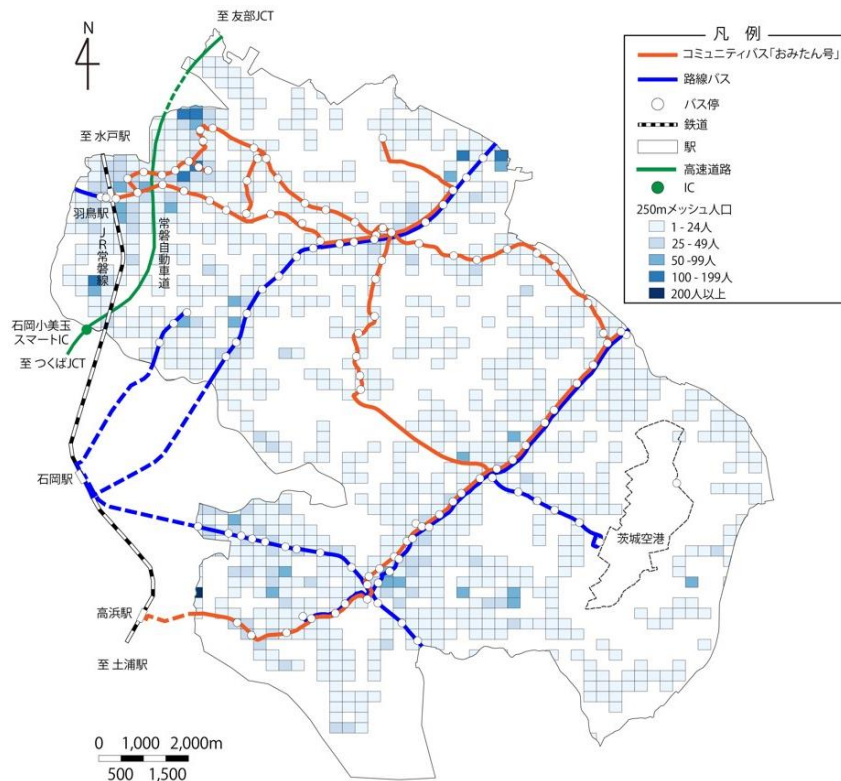 至 友部JCT
N
至 水戸駅
羽鳥駅
JR常磐線
常磐自動車道
石岡小美玉
スマートIC
至 つくばJCT
石岡駅
高浜駅
至 土浦駅
茨城空港
0 1,000 2,000m
500 1,500
凡 例
コミュニティバス「おみたん号」
路線バス
バス停
鉄道
駅
高速道路
IC
250mメッシュ人口
1 - 24人
25 - 49人
50 -99人
100 - 199人
200人以上